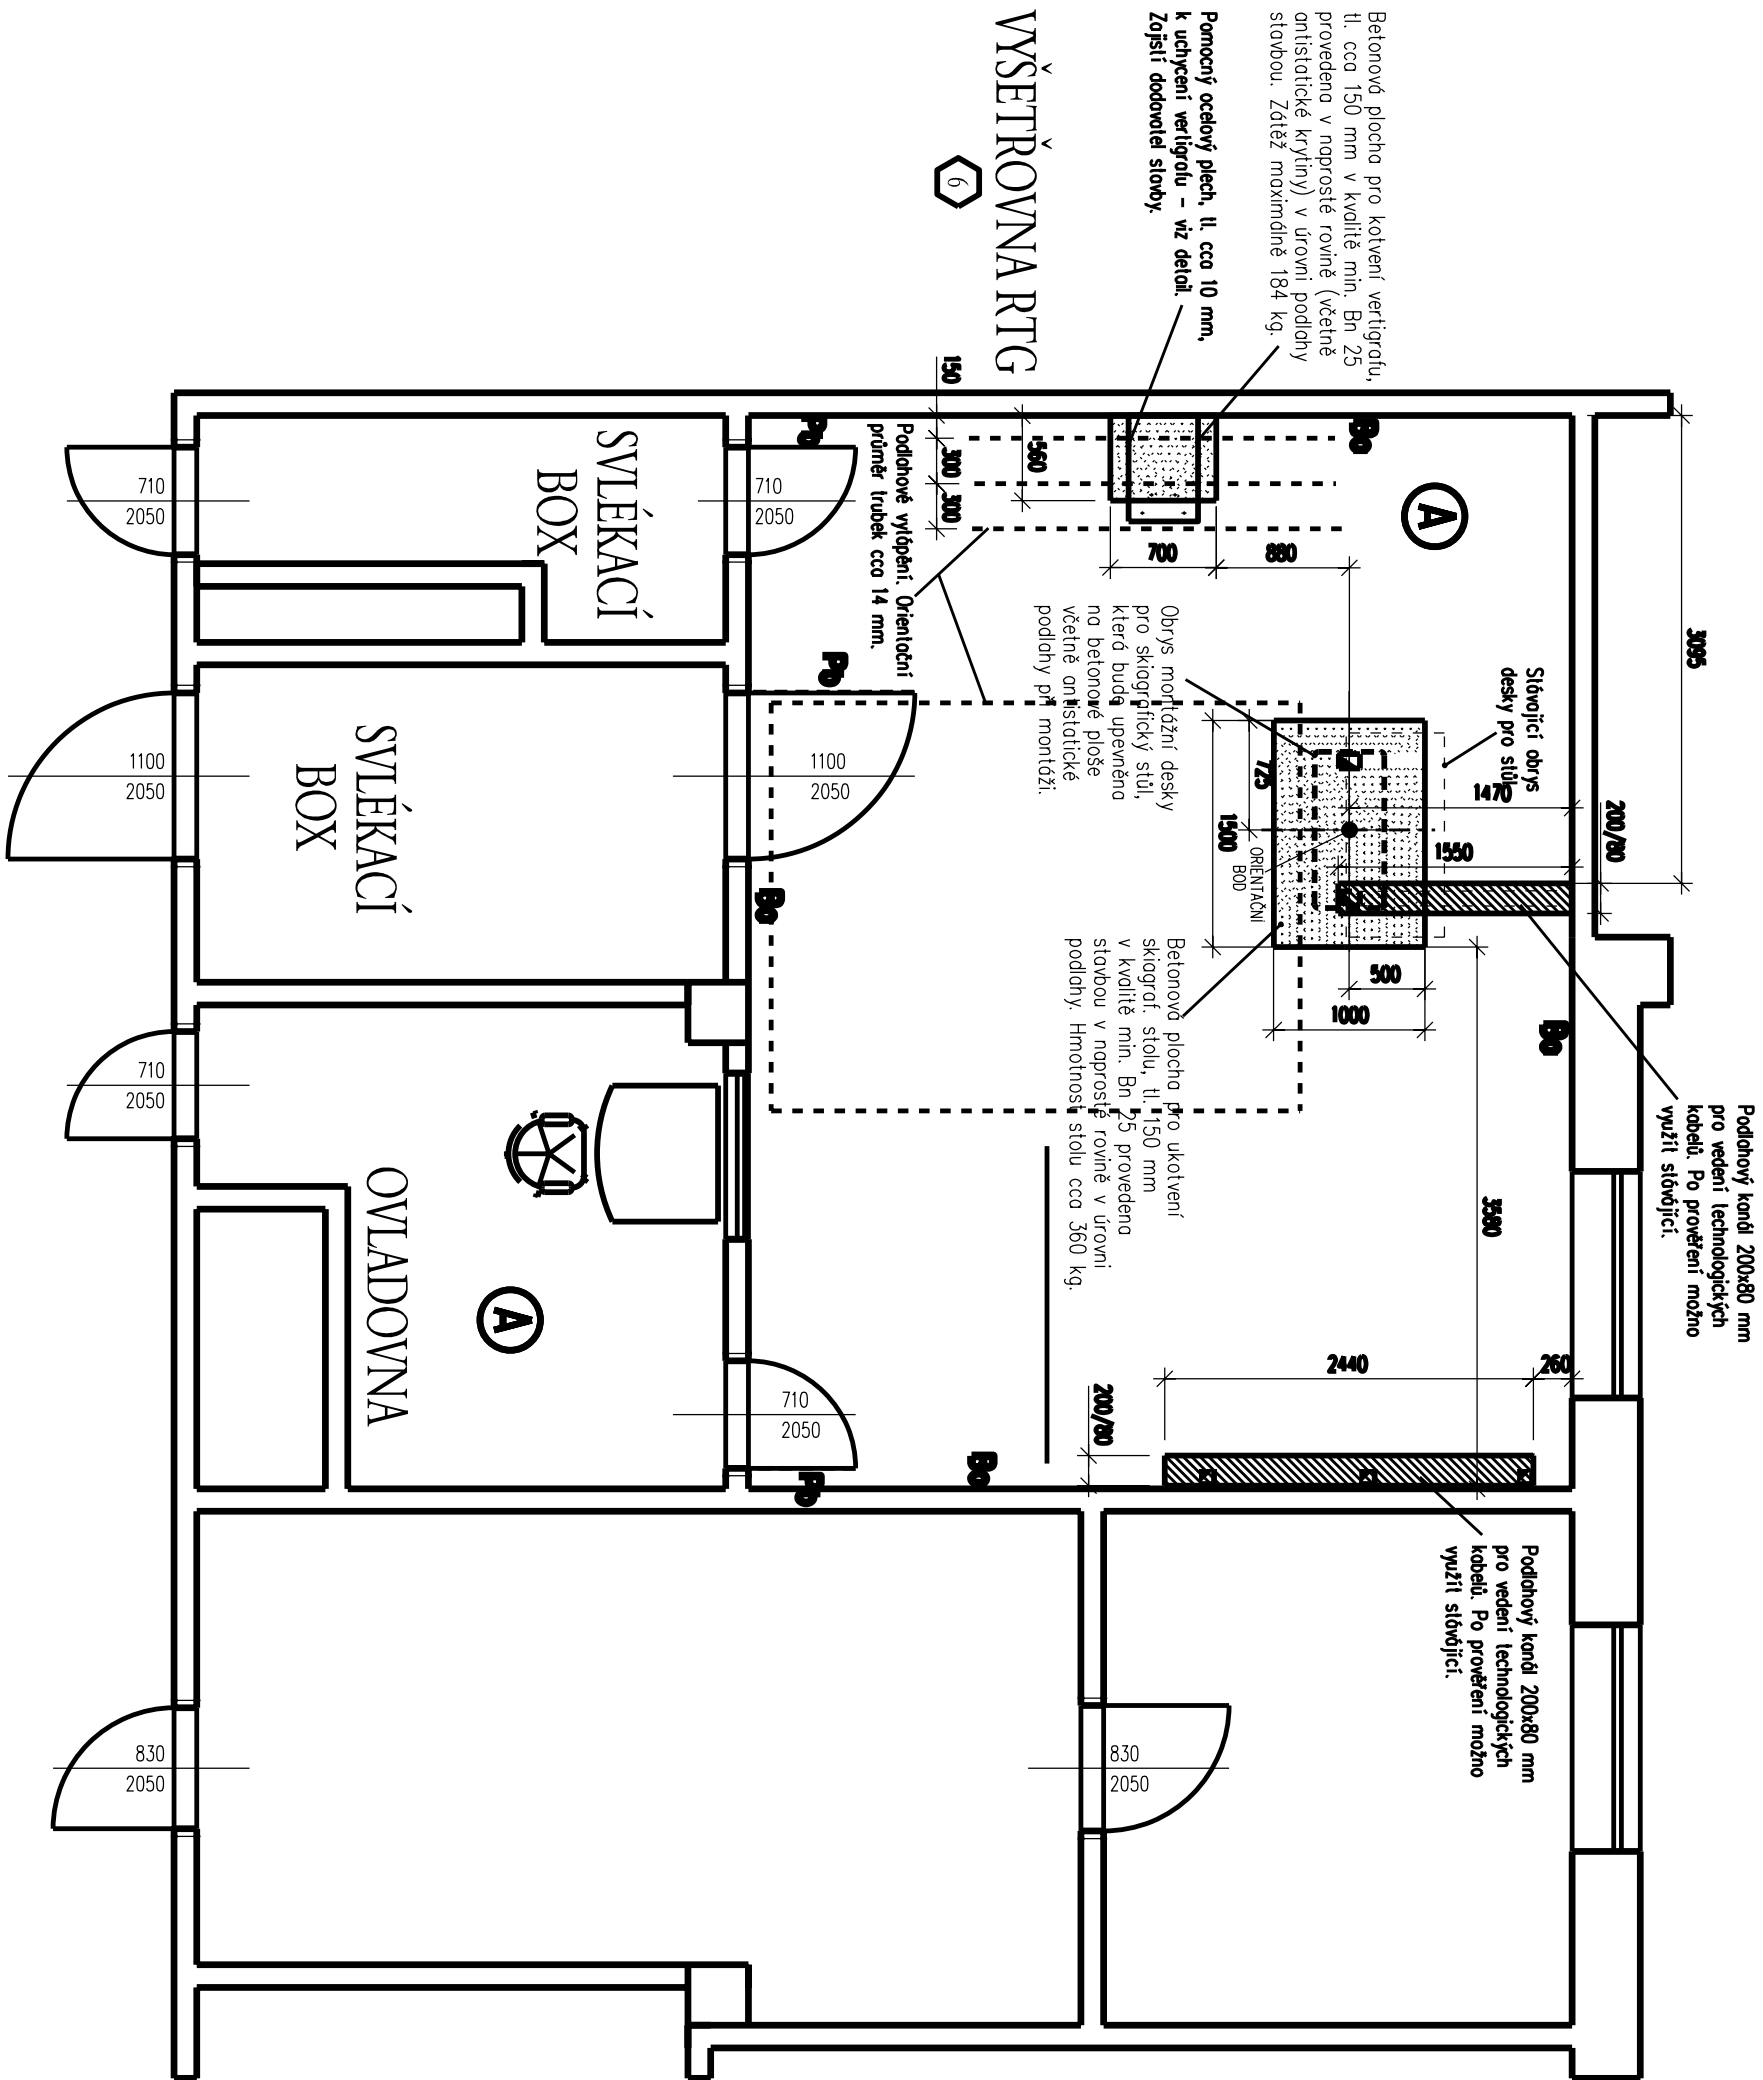 Betonová plocha pro kotvení vertigrafu,
tl. cca 150 mm v kvalitě min. Bn 25
provedena v naprosté rovině (včetně
antistatické krytiny) v úrovni podlahy
stavbou. Zátěž maximálně 184 kg.
Pomocný ocelový plech, tl. cca 10 mm,
k uchycení vertigrafu - viz detail.
Zajistí dodavatel stavby.
VYŠETŘOVNA RTG
6
Podlahový kanál 200x80 mm
pro vedení technologických
kabelů. Po prověření možno
využít stávající.
3095
Stávající obrys
desky pro stůl
1470
200/80
1550
A
Bo
Pb
150
300
300
560
700
880
Podlahové vytápění. Orientační
průměr trubek cca 14 mm.
Obrys montážní desky
pro skiagrafický stůl,
která bude upevněna
na betonové ploše
včetně antistatické
podlahy při montáži.
725
1500
ORIENTAČNÍ
BOD
500
1000
Bo
3580
Betonová plocha pro ukotvení
skiagraf. stolu, tl. 150 mm
v kvalitě min. Bn 25 provedena
stavbou v naprosté rovině v úrovni
podlahy. Hmotnost stolu cca 360 kg.
Pb
Bo
260
2440
200/80
Bo
Pb
Podlahový kanál 200x80 mm
pro vedení technologických
kabelů. Po prověření možno
využít stávající.
SVLÉKACÍ
BOX
SVLÉKACÍ
BOX
OVLADOVNA
A
710
2050
710
2050
1100
2050
1100
2050
710
2050
710
2050
830
2050
830
2050